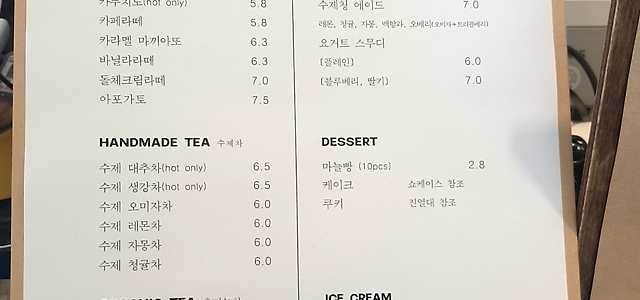 카푸치노(hot only) 5.8
카페라떼 5.8
카라멜 마끼아또 6.3
바닐라라떼 6.3
돌체크림라떼 7.0
아포가토 7.5
HANDMADE TEA 수제차
수제 대추차(hot only) 6.5
수제 생강차(hot only) 6.5
수제 오미자차 6.0
수제 레몬차 6.0
수제 자몽차 6.0
수제 청귤차 6.0
수제청 에이드 7.0
레몬, 청귤, 자몽, 백향과, 오베리(오미자+트리플베리)
요거트 스무디
[플레인] 6.0
[블루베리, 딸기] 7.0
DESSERT
마늘빵 (10pcs) 2.8
케이크 쇼케이스 참조
쿠키 진열대 참조
ICE CREAM